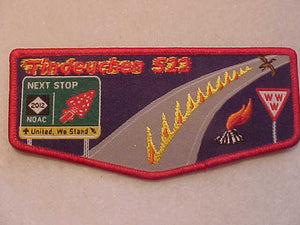 Tindeuchen 522
NEXT STOP
2012
NOAC
United, We Stand
W W
W